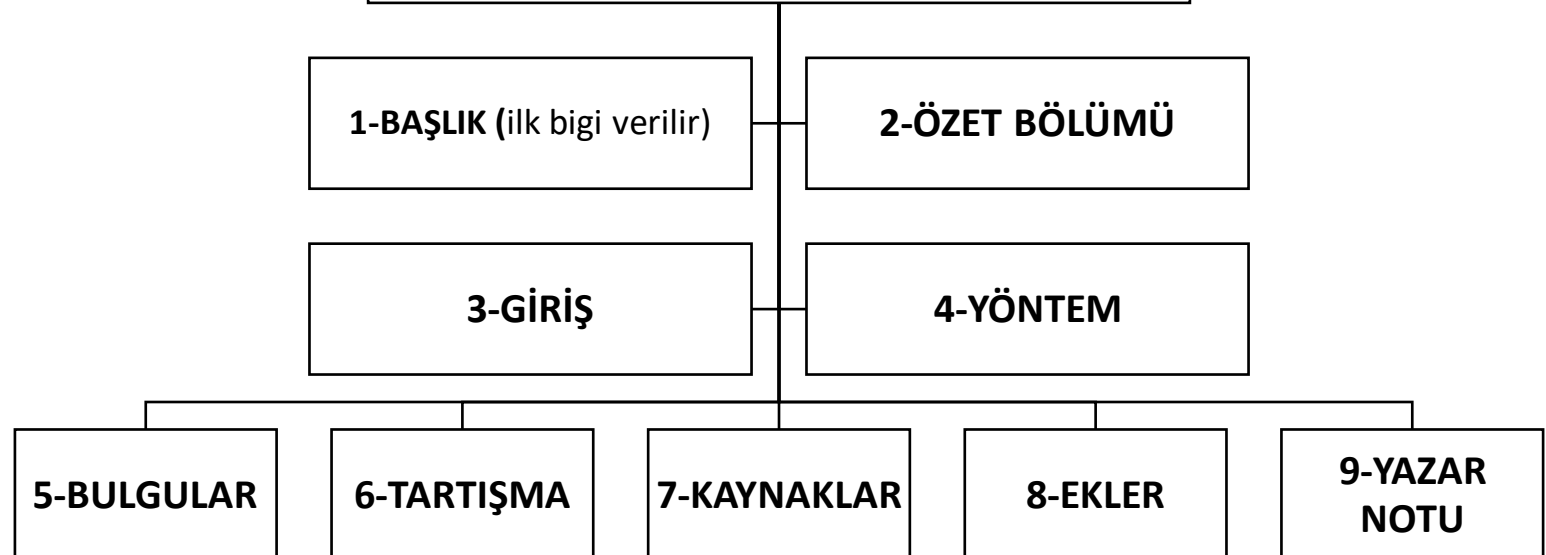 1-BAŞLIK (ilk bigi verilir)
2-ÖZET BÖLÜMÜ
3-GİRİŞ
4-YÖNTEM
5-BULGULAR
6-TARTIŞMA
7-KAYNAKLAR
8-EKLER
9-YAZAR
NOTU